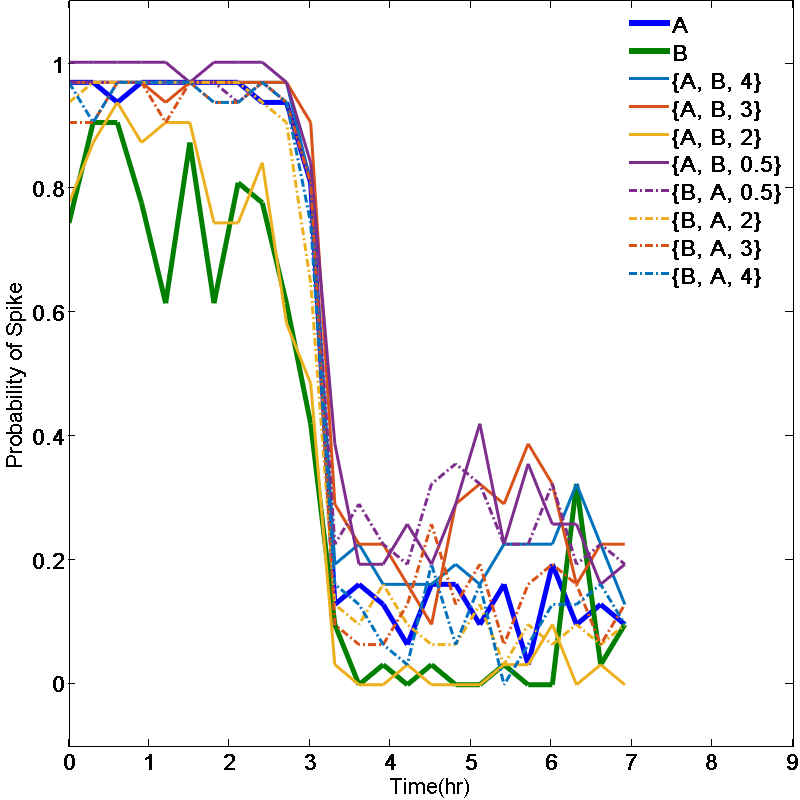 A
B
{A, B, 4}
{A, B, 3}
{A, B, 2}
{A, B, 0.5}
{B, A, 0.5}
{B, A, 2}
{B, A, 3}
{B, A, 4}
1
0.8
0.6
0.4
0.2
0
Probability of Spike
0 1 2 3 4 5 6 7 8 9
Time(hr)